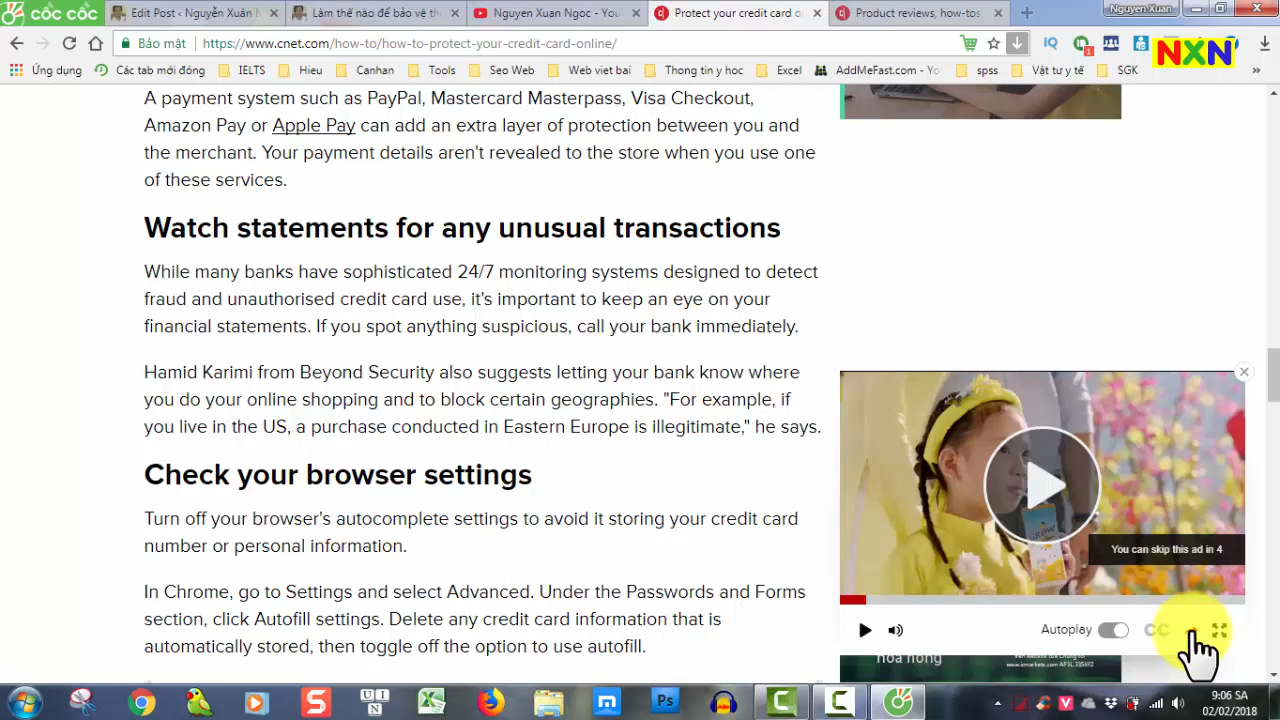 cốc cốc
Edit Post ‹ Nguyễn Xuân N
Làm thế nào để bảo vệ th
Nguyen Xuan Ngoc - You
Protect your credit card o
Product reviews, how-tos
Nguyen Xuan
Bảo mật
https://www.cnet.com/how-to/how-to-protect-your-credit-card-online/
IQ
1
NXN
Ứng dụng
Các tab mới đóng
IELTS
Hieu
Canhan
Tools
Seo Web
Web viet bai
Thong tin y hoc
Excel
AddMeFast.com - Yo
spss
Vật tư y tế
SGK
»
A payment system such as PayPal, Mastercard Masterpass, Visa Checkout,
Amazon Pay or Apple Pay can add an extra layer of protection between you and
the merchant. Your payment details aren't revealed to the store when you use one
of these services.
Watch statements for any unusual transactions
While many banks have sophisticated 24/7 monitoring systems designed to detect
fraud and unauthorised credit card use, it's important to keep an eye on your
financial statements. If you spot anything suspicious, call your bank immediately.
Hamid Karimi from Beyond Security also suggests letting your bank know where
you do your online shopping and to block certain geographies. "For example, if
you live in the US, a purchase conducted in Eastern Europe is illegitimate," he says.
Check your browser settings
Turn off your browser's autocomplete settings to avoid it storing your credit card
number or personal information.
In Chrome, go to Settings and select Advanced. Under the Passwords and Forms
section, click Autofill settings. Delete any credit card information that is
automatically stored, then toggle off the option to use autofill.
You can skip this ad in 4
Autoplay
CC
hoa hồng
9:06 SA
02/02/2018